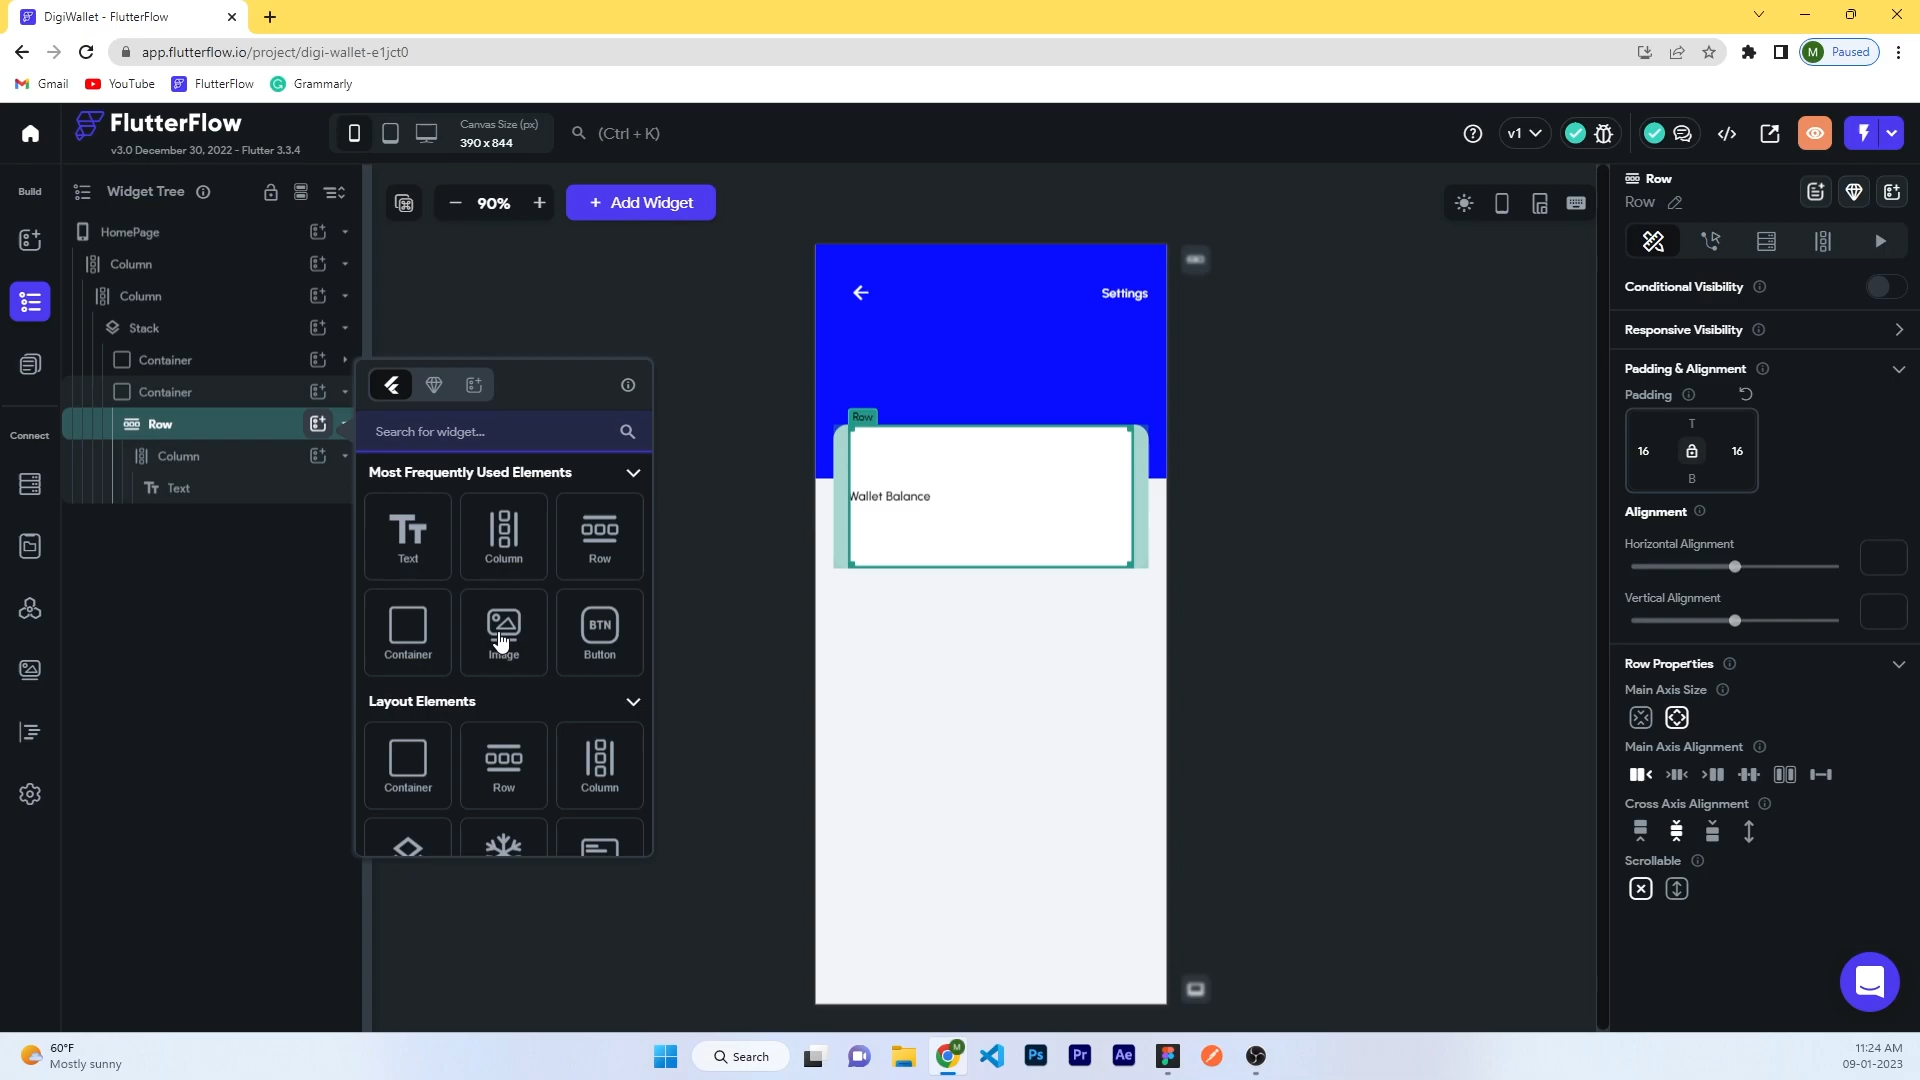 DigiWallet - FlutterFlow
app.flutterflow.io/project/digi-wallet-e1jct0
M Paused
Gmail
YouTube
FlutterFlow
Grammarly
FlutterFlow
v3.0 December 30, 2022 - Flutter 3.3.4
Canvas Size (px)
390 x 844
(Ctrl + K)
v1
Build
Connect
Widget Tree
HomePage
Column
Column
Stack
Container
Container
Row
Column
Tt Text
90%
+ Add Widget
Search for widget...
Most Frequently Used Elements
Tt
Text
Column
Row
Container
Image
BTN
Button
Layout Elements
Container
Row
Column
Settings
Row
Wallet Balance
Row
Row
Conditional Visibility
Responsive Visibility
Padding & Alignment
Padding
T
16
16
B
Alignment
Horizontal Alignment
Vertical Alignment
Row Properties
Main Axis Size
Main Axis Alignment
Cross Axis Alignment
Scrollable
60°F
Mostly sunny
Search
M
Ps
Pr
Ae
11:24 AM
09-01-2023